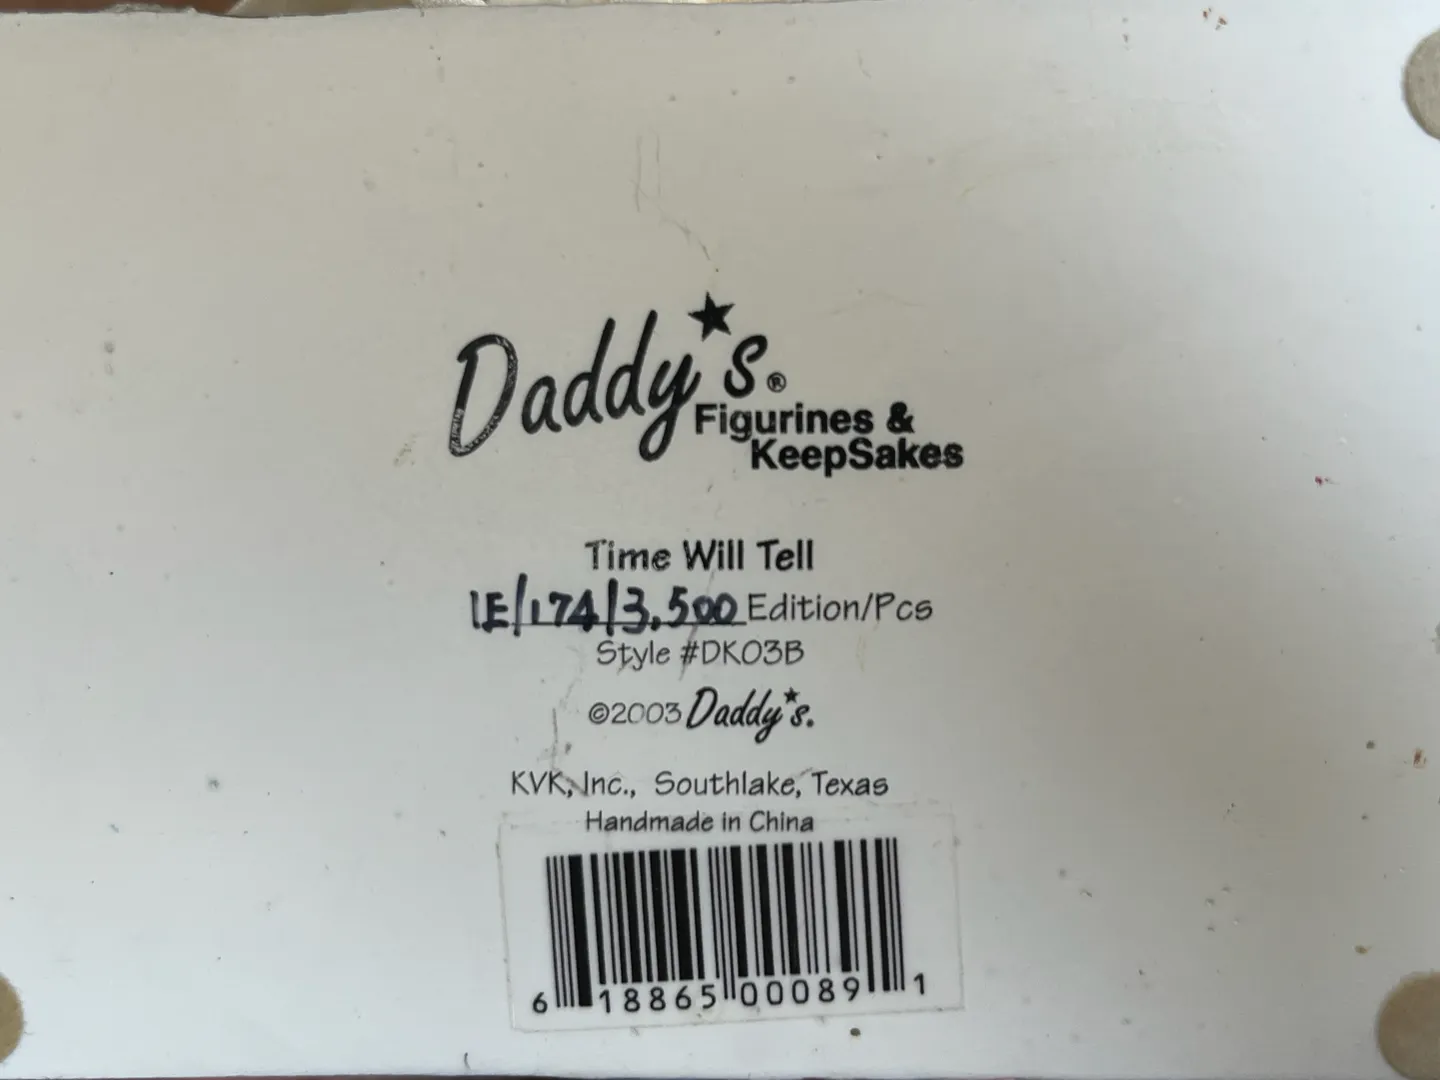 Daddy★s®
Figurines &
KeepSakes
Time Will Tell
1E/174/3,500 Edition/Pcs
Style #DK03B
©2003 Daddy★s.
KVK, Inc., Southlake, Texas
Handmade in China
6 18865 00089 1